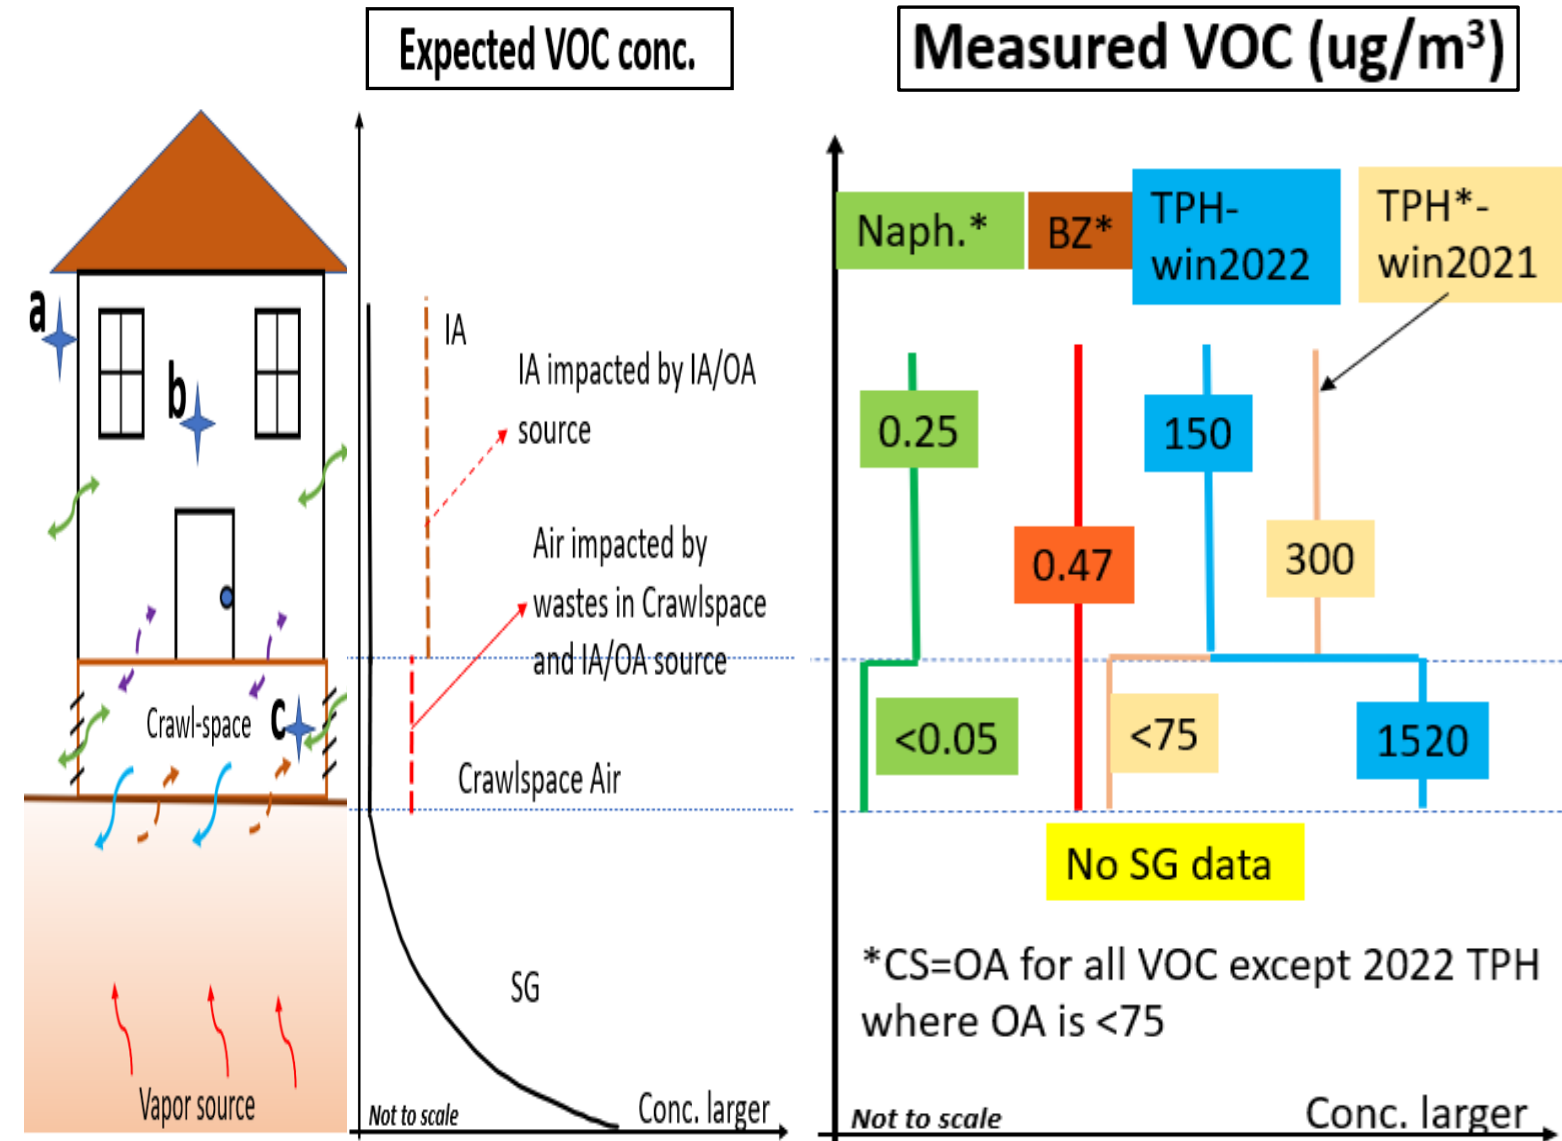 Expected VOC conc.
Measured VOC (ug/m³)
a
b
c
Crawl-space
Vapor source
IA
IA impacted by IA/OA
source
Air impacted by
wastes in Crawlspace
and IA/OA source
Crawlspace Air
SG
Not to scale
Conc. larger
Naph.*
BZ*
TPH-
win2022
TPH*-
win2021
0.25
0.47
150
300
<0.05
<75
1520
No SG data
*CS=OA for all VOC except 2022 TPH
where OA is <75
Not to scale
Conc. larger